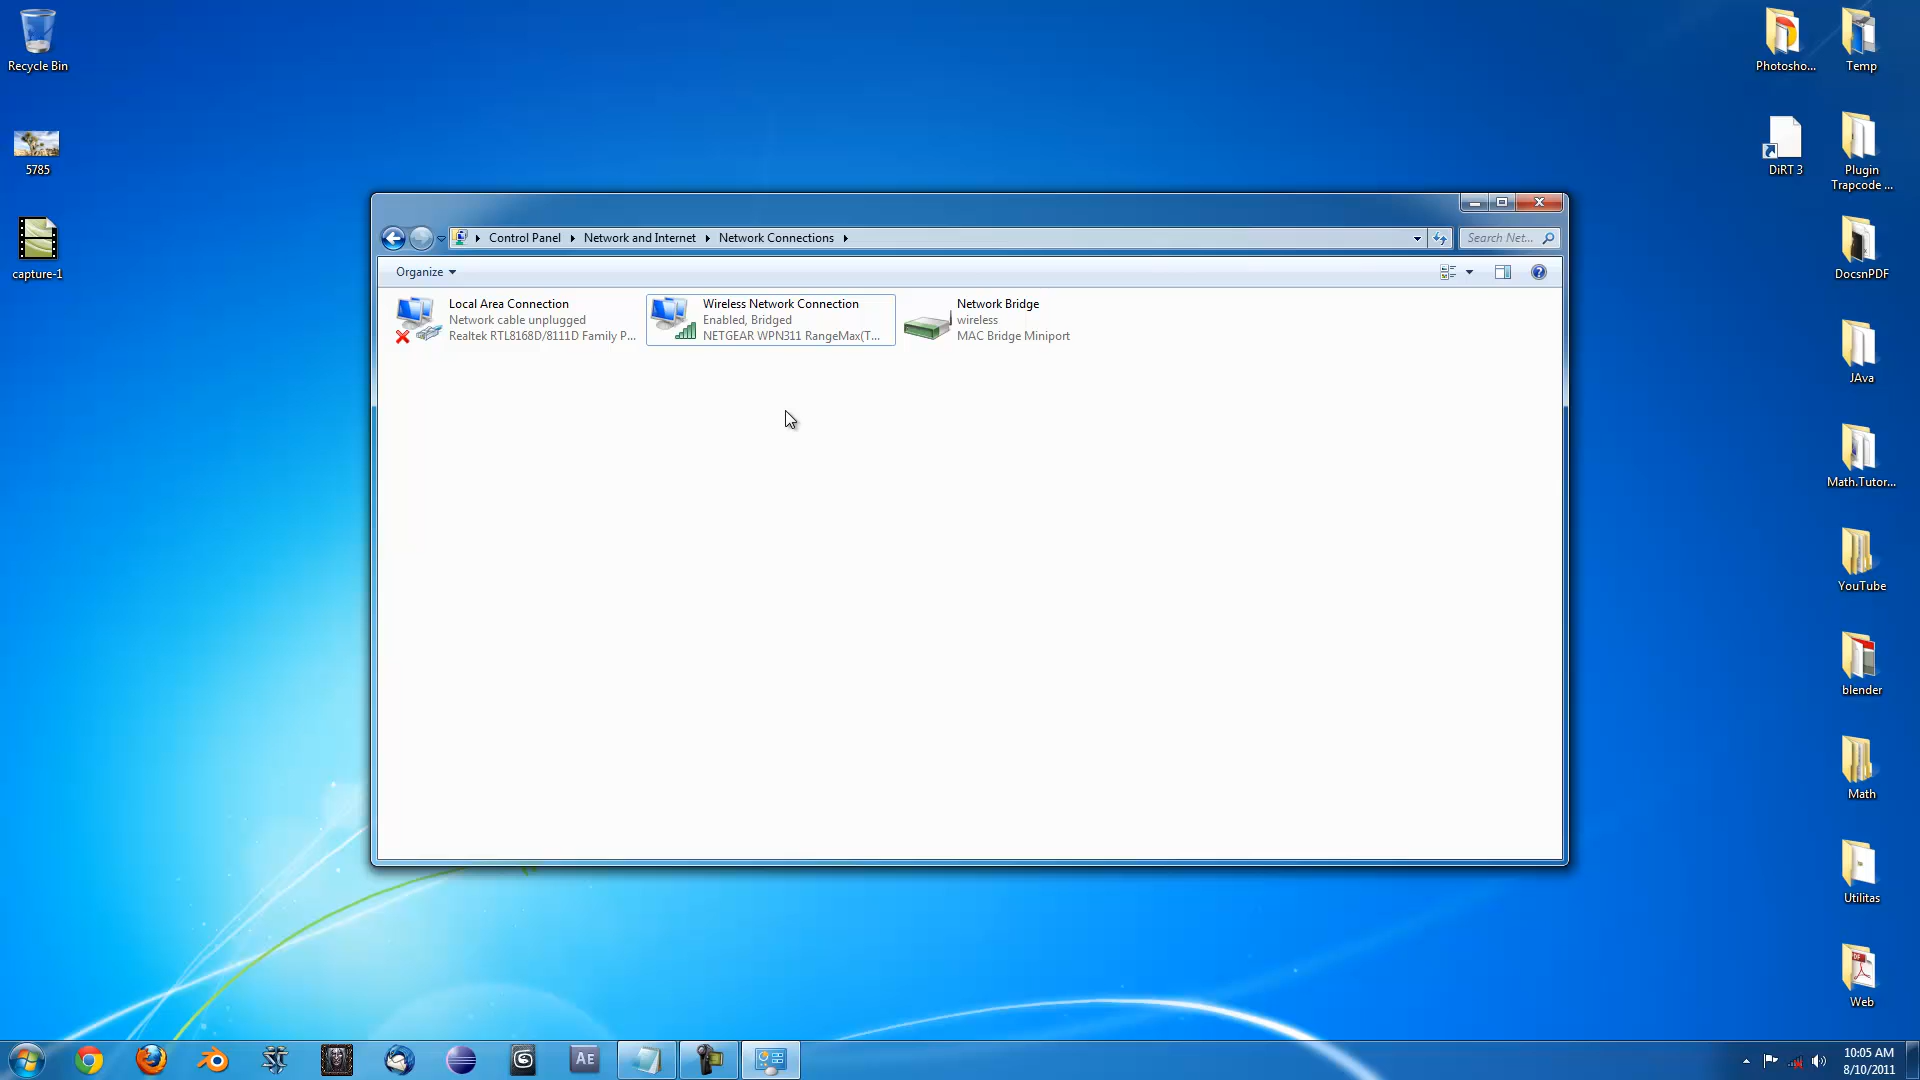 Recycle Bin
5785
capture-1
Control Panel
Network and Internet
Network Connections
Search Net...
Organize
Local Area Connection
Network cable unplugged
Realtek RTL8168D/8111D Family P...
Wireless Network Connection
Enabled, Bridged
NETGEAR WPN311 RangeMax(T...
Network Bridge
wireless
MAC Bridge Miniport
Photosho...
Temp
DiRT 3
Plugin
Trapcode ...
DocsnPDF
JAva
Math.Tutor...
YouTube
blender
Math
Utilitas
Web
AE
10:05 AM
8/10/2011